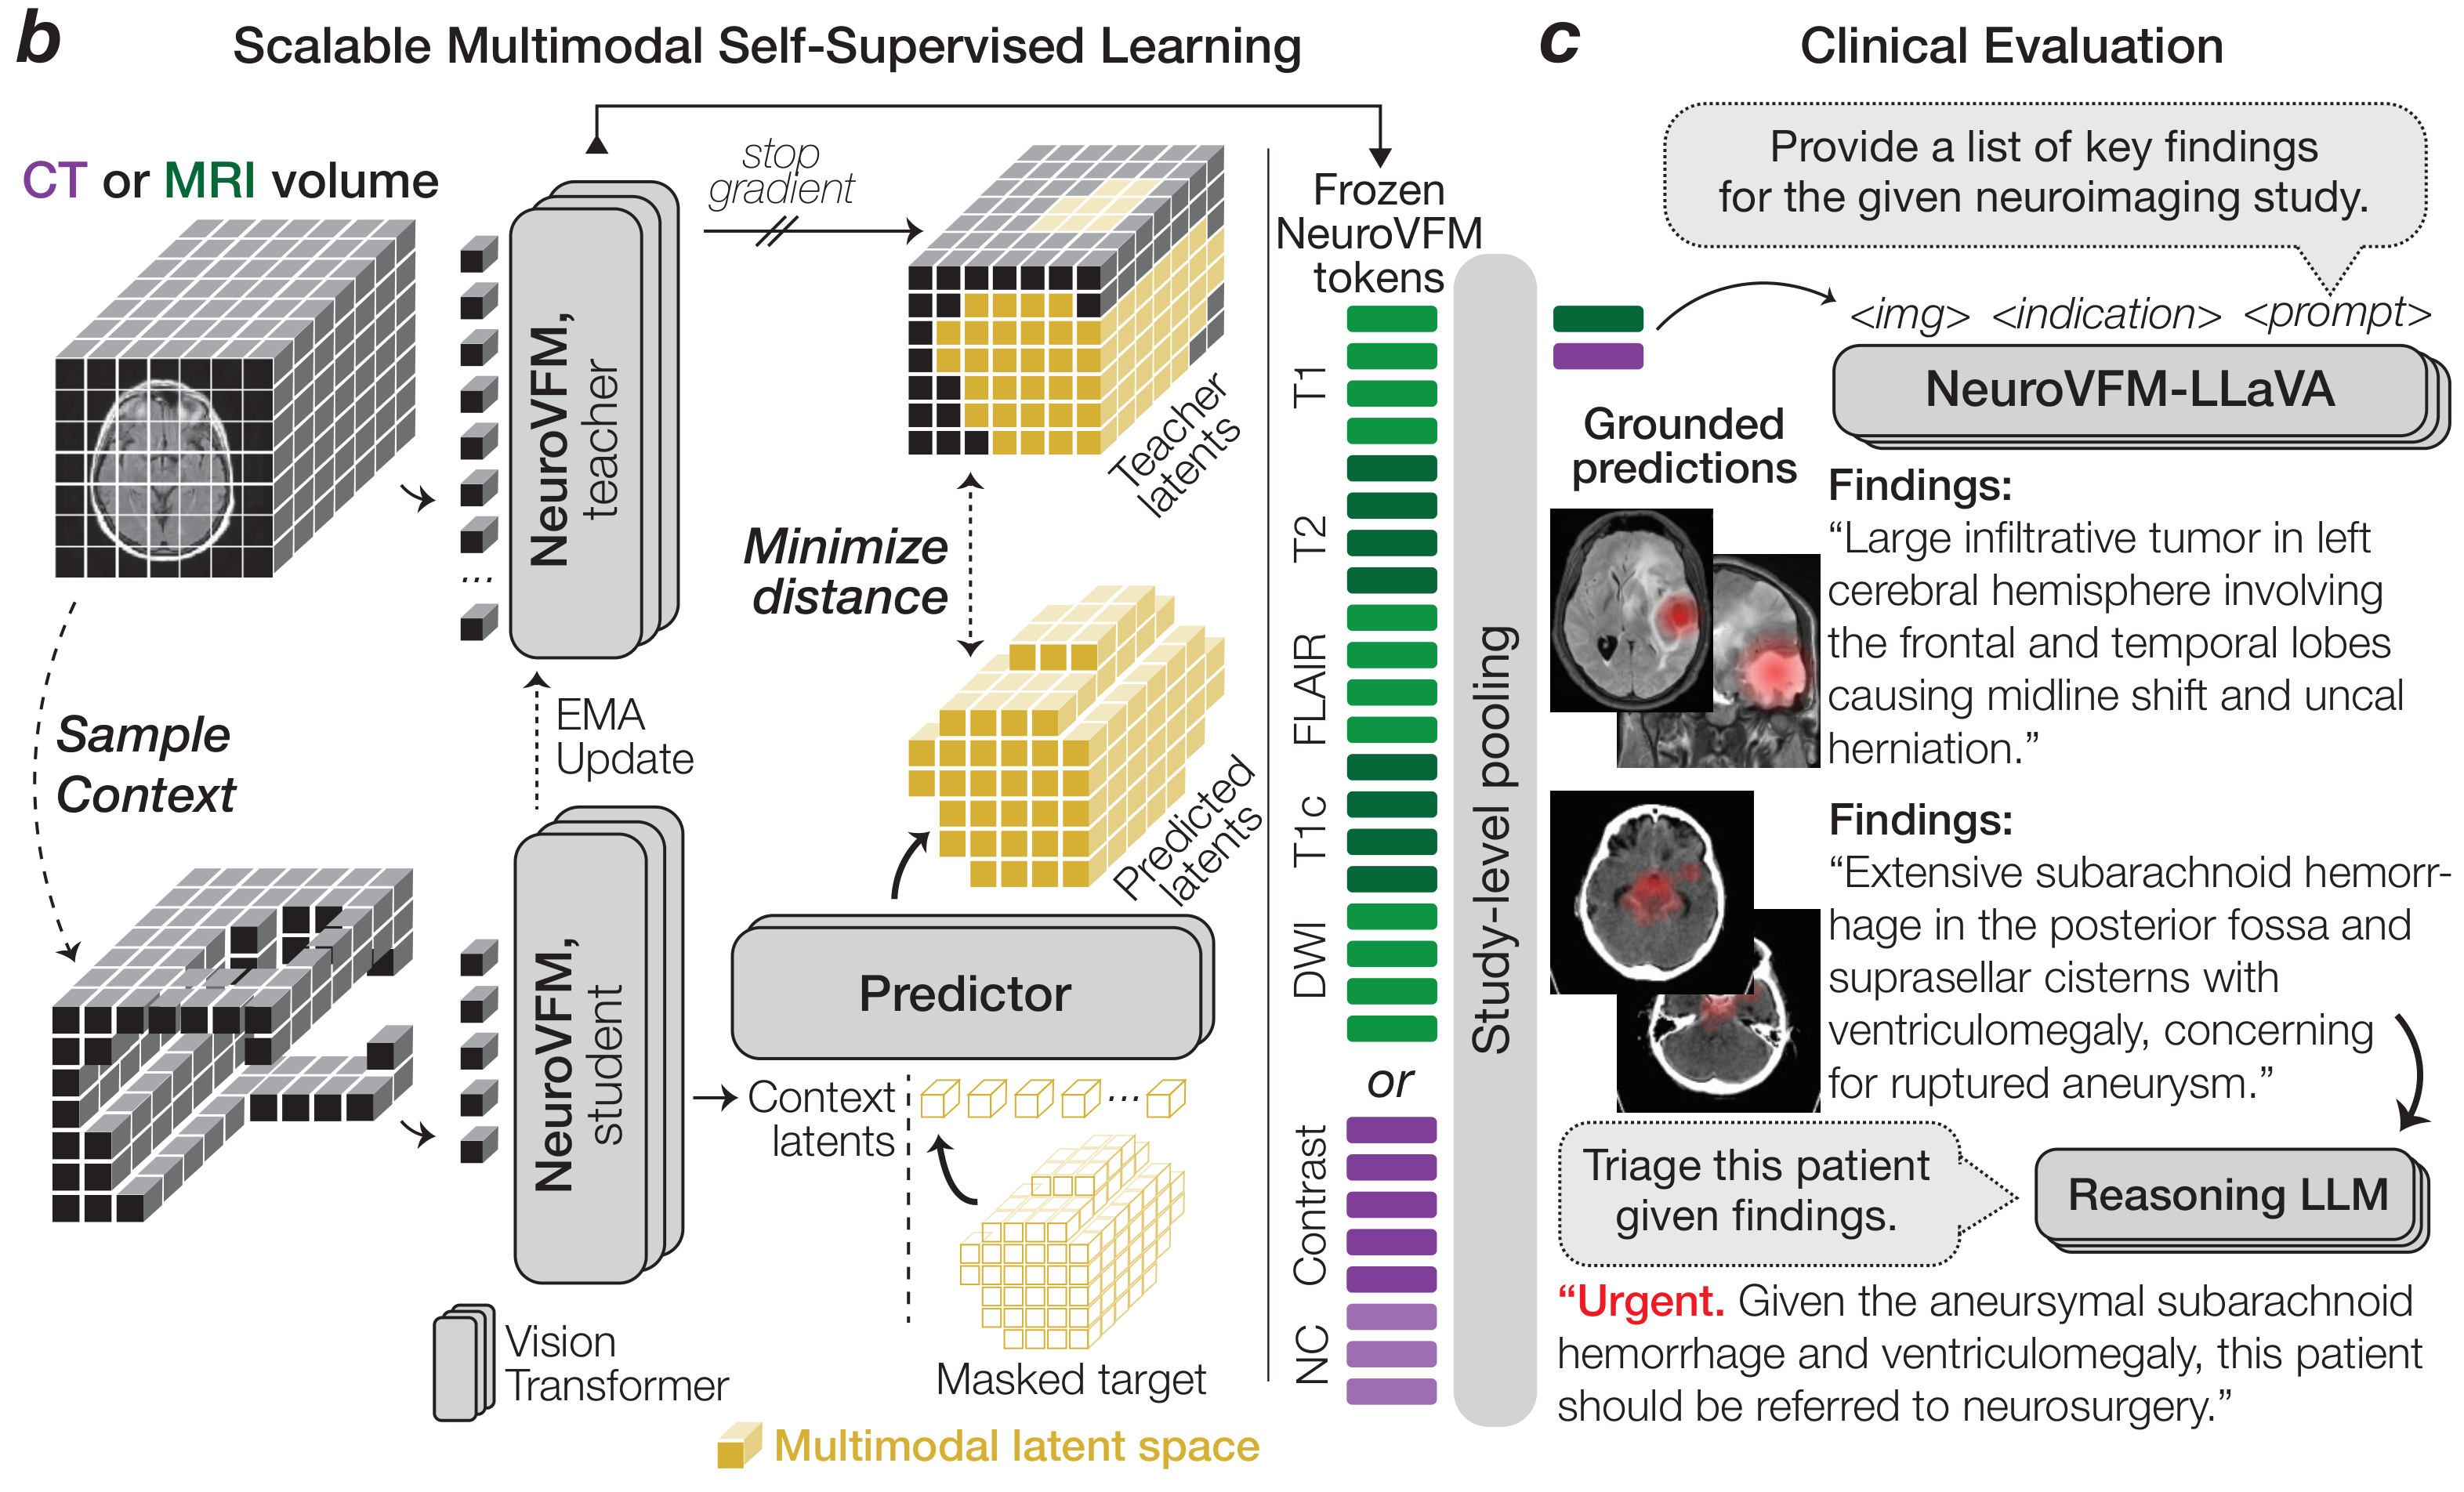 b
Scalable Multimodal Self-Supervised Learning
CT or MRI volume
stop
gradient
NeuroVFM,
teacher
Teacher
latents
Minimize
distance
Sample
Context
EMA
Update
Predicted
latents
NeuroVFM,
student
Predictor
Context
latents
...
...
Masked target
Vision
Transformer
Multimodal latent space
Frozen
NeuroVFM
tokens
T1
T2
FLAIR
T1c
DWI
or
Contrast
NC
Study-level pooling
c
Clinical Evaluation
Provide a list of key findings
for the given neuroimaging study.
<img> <indication> <prompt>
NeuroVFM-LLaVA
Grounded
predictions
Findings:
“Large infiltrative tumor in left
cerebral hemisphere involving
the frontal and temporal lobes
causing midline shift and uncal
herniation.”
Findings:
“Extensive subarachnoid hemorr-
hage in the posterior fossa and
suprasellar cisterns with
ventriculomegaly, concerning
for ruptured aneurysm.”
Triage this patient
given findings.
Reasoning LLM
“Urgent. Given the aneursymal subarachnoid
hemorrhage and ventriculomegaly, this patient
should be referred to neurosurgery.”